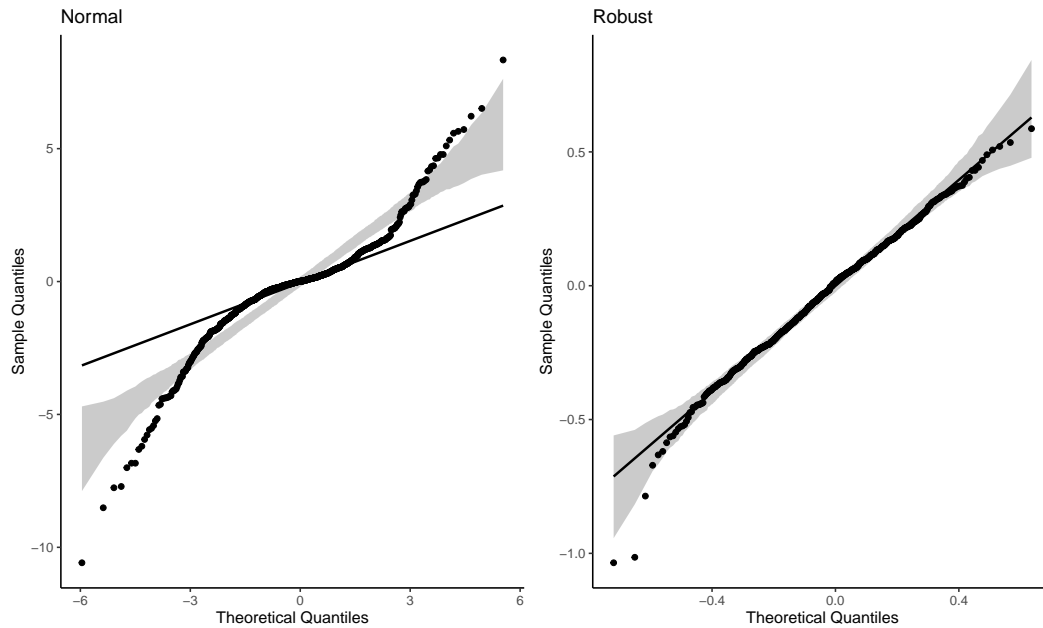 Normal
Robust
5
0
−5
−10
−6
−3
0
3
6
Theoretical Quantiles
Sample Quantiles
0.5
0.0
−0.5
−1.0
−0.4
0.0
0.4
Theoretical Quantiles
Sample Quantiles